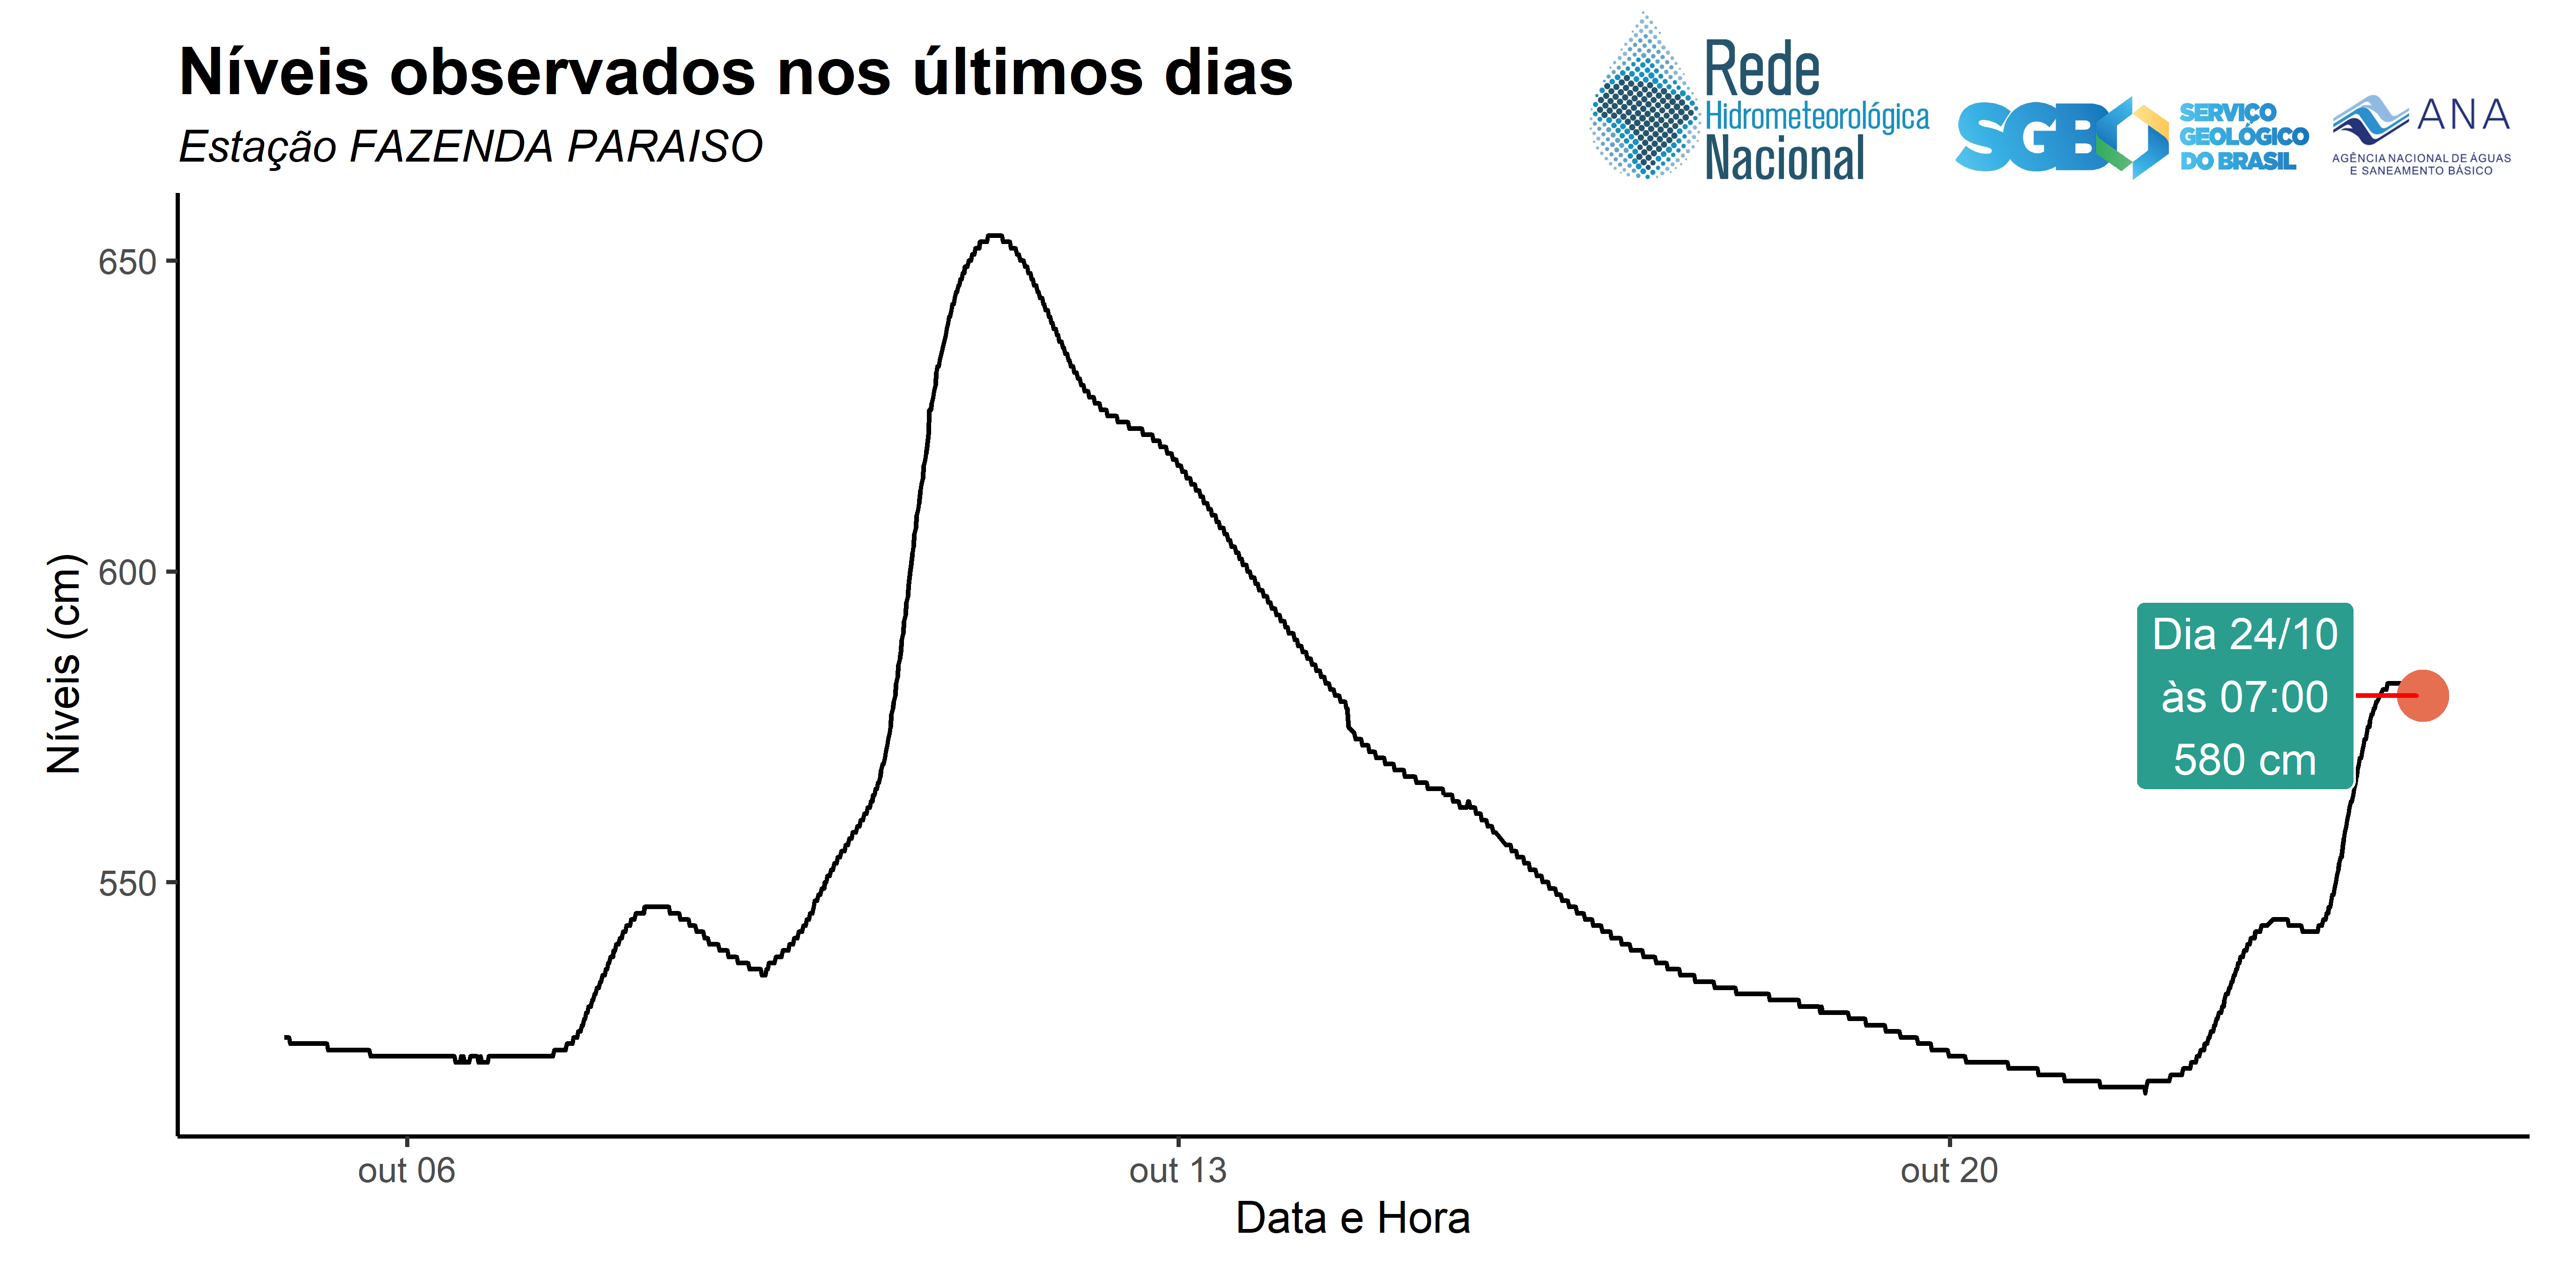 Níveis observados nos últimos dias
Estação FAZENDA PARAISO
Rede
Hidrometeorológica
Nacional
SGB
SERVIÇO
GEOLÓGICO
DO BRASIL
ANA
AGÊNCIA NACIONAL DE ÁGUAS
E SANEAMENTO BÁSICO
Níveis (cm)
650
600
550
Dia 24/10
às 07:00
580 cm
out 06
out 13
out 20
Data e Hora